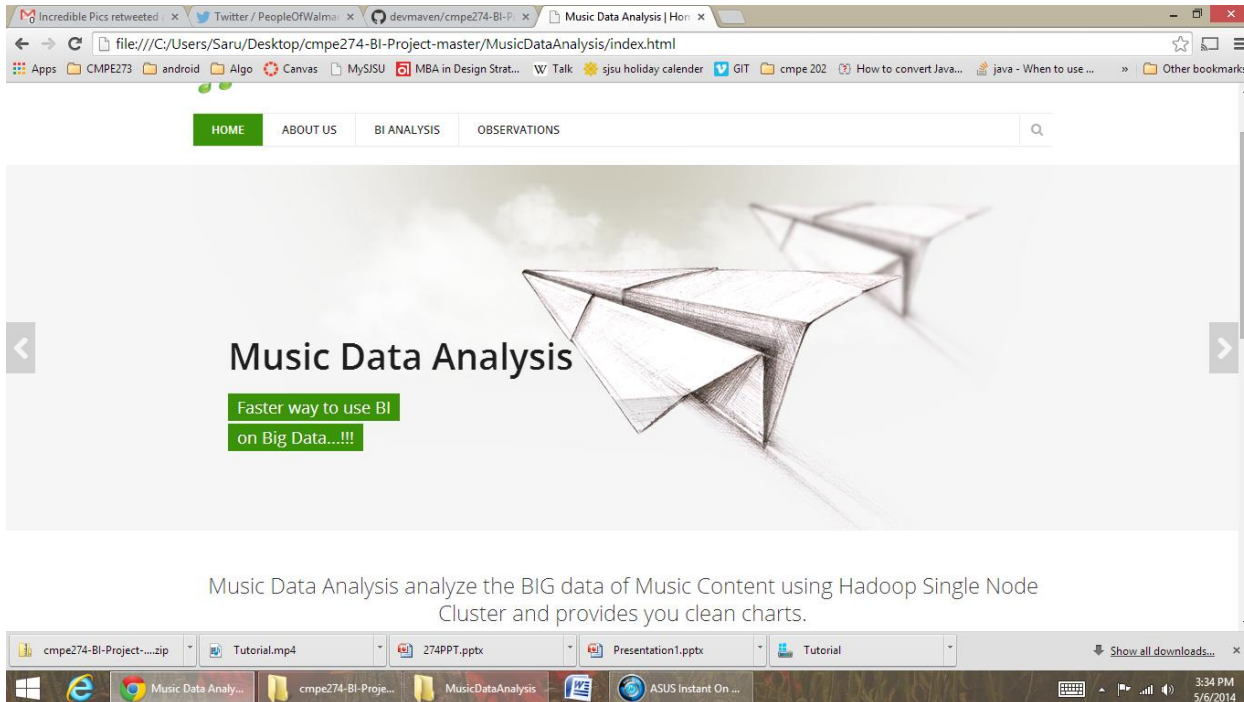 Incredible Pics retweeted
Twitter / PeopleOfWalmar
devmaven/cmpe274-BI-P
Music Data Analysis | Hom
file:///C:/Users/Saru/Desktop/cmpe274-BI-Project-master/MusicDataAnalysis/index.html
Apps CMPE273 android Algo Canvas MySJSU MBA in Design Strat... Talk sjsu holiday calender GIT cmpe 202 How to convert Java... java - When to use ... » Other bookmarks
HOME ABOUT US BI ANALYSIS OBSERVATIONS
Music Data Analysis
Faster way to use BI
on Big Data...!!!
Music Data Analysis analyze the BIG data of Music Content using Hadoop Single Node
Cluster and provides you clean charts.
cmpe274-BI-Project-....zip Tutorial.mp4 274PPT.pptx Presentation1.pptx Tutorial Show all downloads...
Music Data Analy... cmpe274-BI-Proje... MusicDataAnalysis ASUS Instant On ... 3:34 PM
5/6/2014